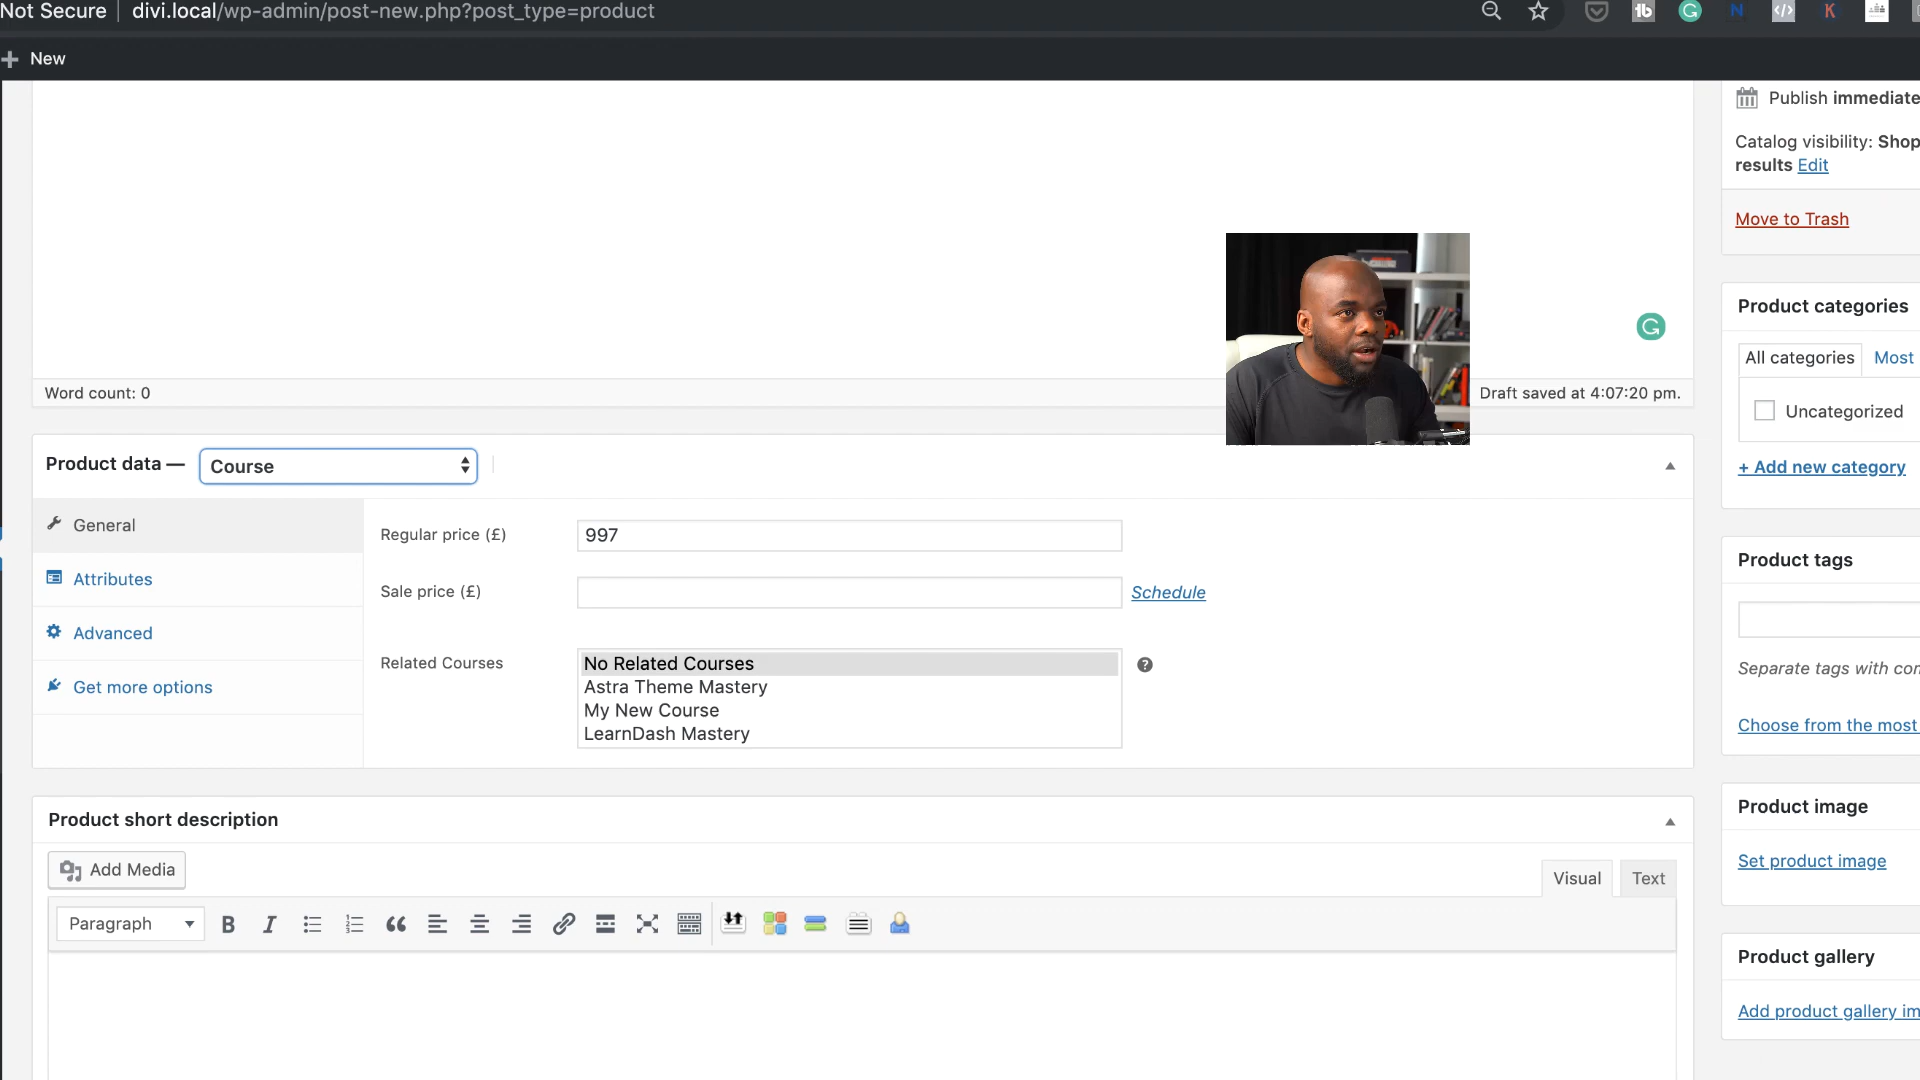 Not Secure divi.local/wp-admin/post-new.php?post_type=product
New
Publish immediate
Catalog visibility: Shop
results Edit
Move to Trash
Word count: 0
Draft saved at 4:07:20 pm.
Product categories
All categories Most
Uncategorized
+ Add new category
Product data — Course
General
Attributes
Advanced
Get more options
Regular price (£) 997
Sale price (£) Schedule
Related Courses
No Related Courses
Astra Theme Mastery
My New Course
LearnDash Mastery
Product tags
Separate tags with com
Choose from the most
Product short description
Add Media
Visual Text
Paragraph
Product image
Set product image
Product gallery
Add product gallery im